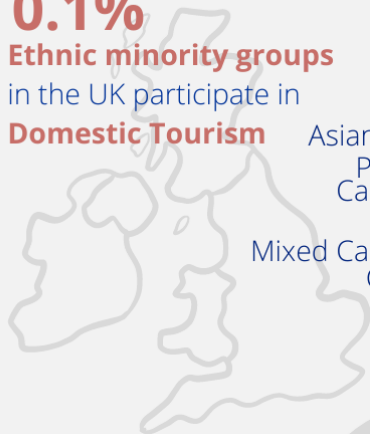 0.1%
Ethnic minority groups
in the UK participate in
Domestic Tourism
Mixed